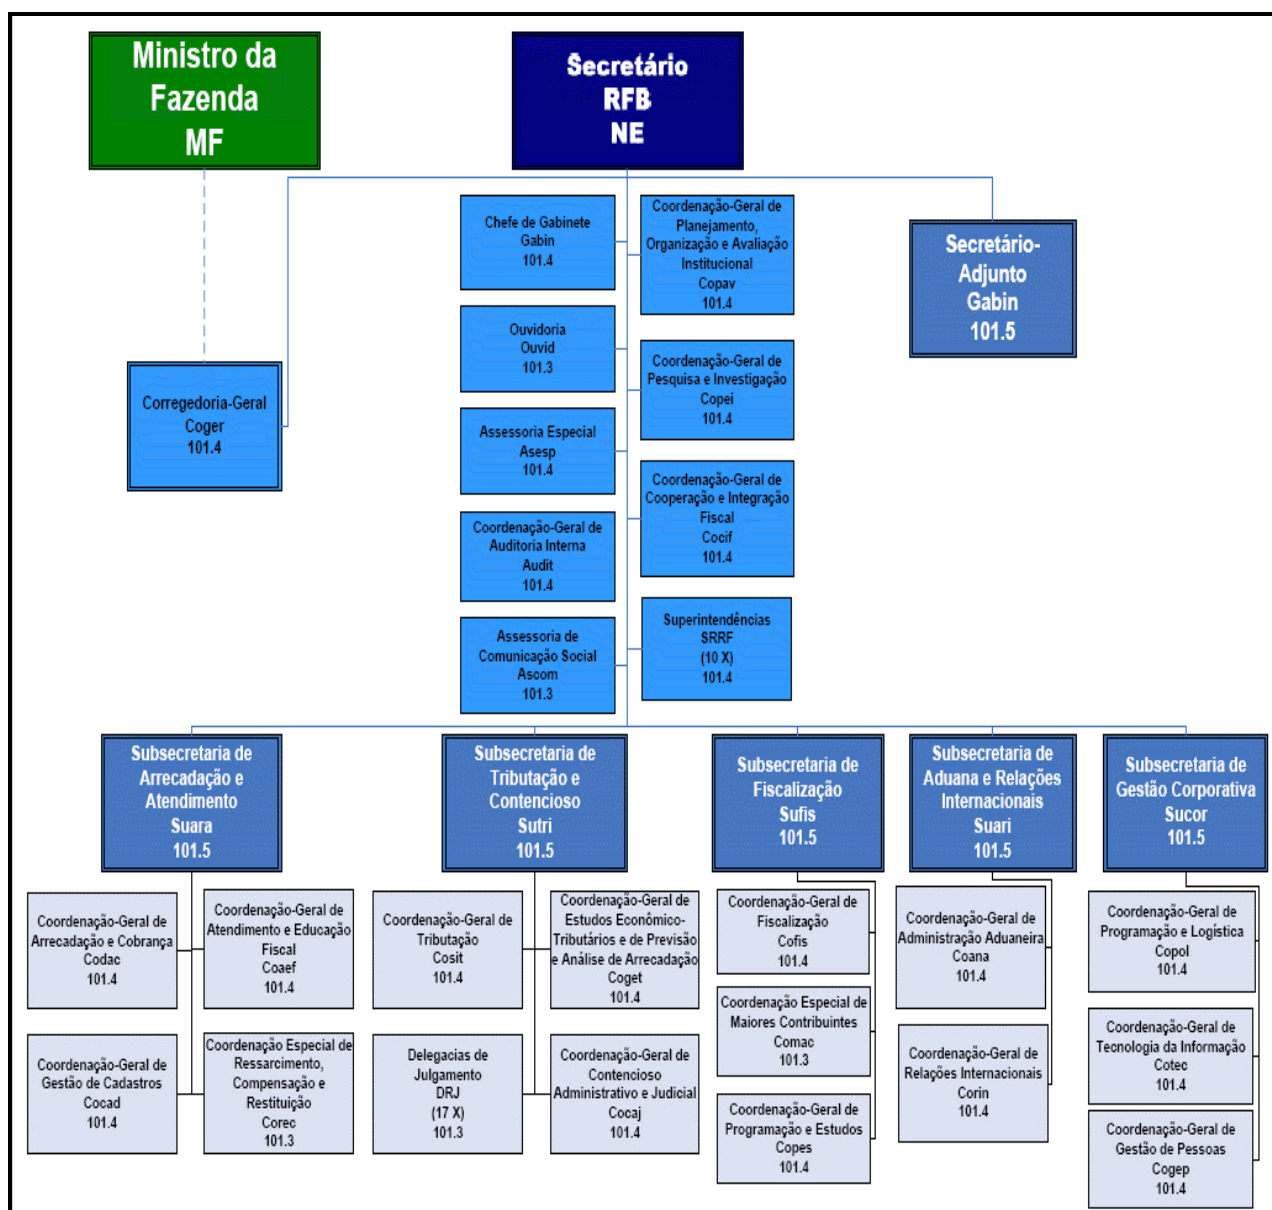 Ministro da
Fazenda
MF
Secretário
RFB
NE
Chefe de Gabinete
Gabin
101.4
Coordenação-Geral de
Planejamento,
Organização e Avaliação
Institucional
Copav
101.4
Secretário-
Adjunto
Gabin
101.5
Ouvidoria
Ouvid
101.3
Coordenação-Geral de
Pesquisa e Investigação
Copei
101.4
Corregedoria-Geral
Coger
101.4
Assessoria Especial
Asesp
101.4
Coordenação-Geral de
Cooperação e Integração
Fiscal
Cocif
101.4
Coordenação-Geral de
Auditoria Interna
Audit
101.4
Superintendências
SRRF
(10 X)
101.4
Assessoria de
Comunicação Social
Ascom
101.3
Subsecretaria de
Arrecadação e
Atendimento
Suara
101.5
Subsecretaria de
Tributação e
Contencioso
Sutri
101.5
Subsecretaria de
Fiscalização
Sufis
101.5
Subsecretaria de
Aduana e Relações
Internacionais
Suari
101.5
Subsecretaria de
Gestão Corporativa
Sucor
101.5
Coordenação-Geral de
Arrecadação e Cobrança
Codac
101.4
Coordenação-Geral de
Atendimento e Educação
Fiscal
Coaef
101.4
Coordenação-Geral de
Tributação
Cosit
101.4
Coordenação-Geral de
Estudos Econômico-
Tributários e de Previsão
e Análise de Arrecadação
Coget
101.4
Coordenação-Geral de
Fiscalização
Cofis
101.4
Coordenação-Geral de
Administração Aduaneira
Coana
101.4
Coordenação-Geral de
Programação e Logística
Copol
101.4
Coordenação-Geral de
Gestão de Cadastros
Cocad
101.4
Coordenação Especial de
Ressarcimento,
Compensação e
Restituição
Corec
101.3
Delegacias de
Julgamento
DRJ
(17 X)
101.3
Coordenação-Geral de
Contencioso
Administrativo e Judicial
Cocaj
101.4
Coordenação Especial de
Maiores Contribuintes
Comac
101.3
Coordenação-Geral de
Relações Internacionais
Corin
101.4
Coordenação-Geral de
Tecnologia da Informação
Cotec
101.4
Coordenação-Geral de
Programação e Estudos
Copes
101.4
Coordenação-Geral de
Gestão de Pessoas
Cogep
101.4